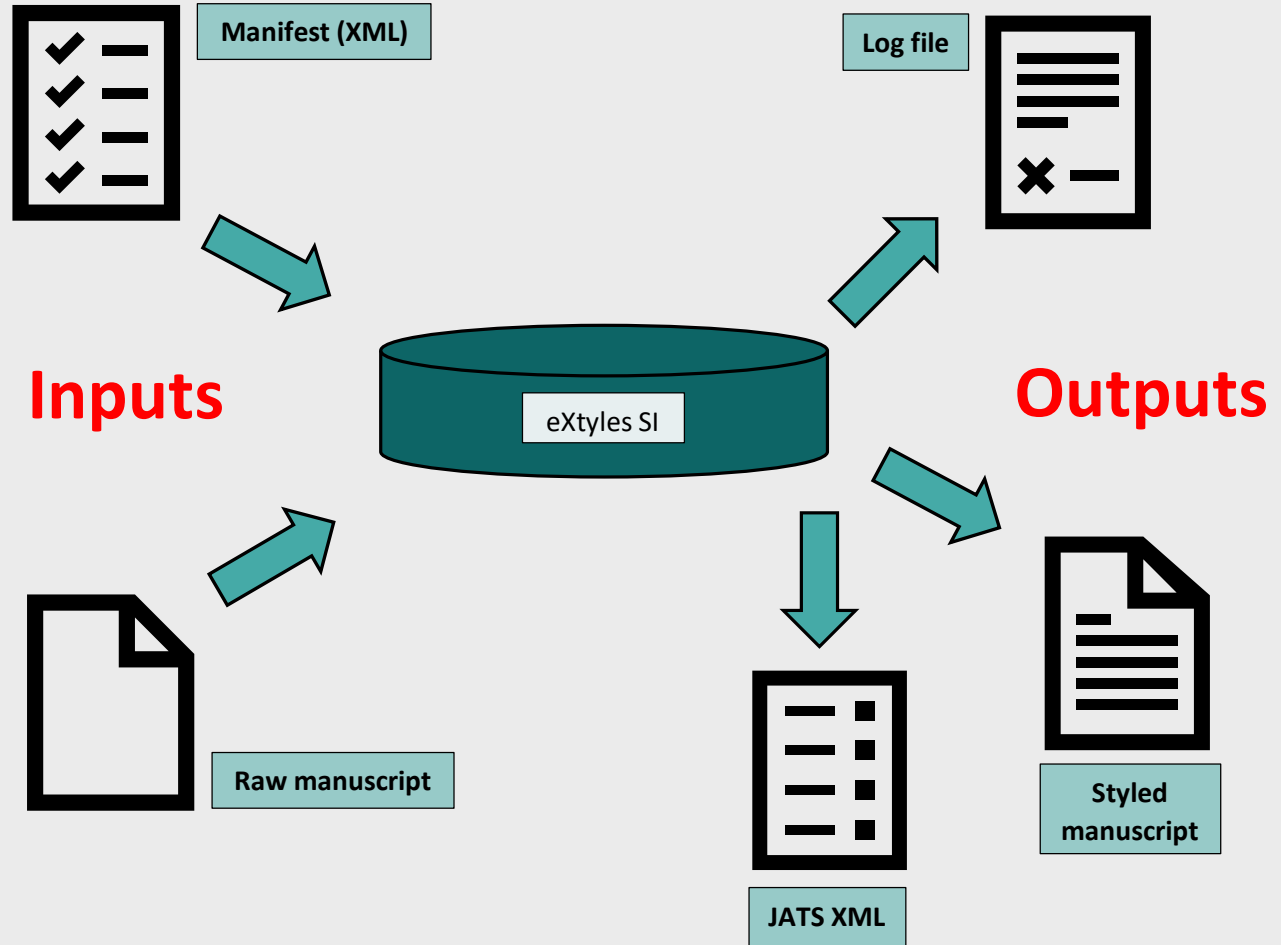 Manifest (XML)
Log file
Inputs
Outputs
eXtyles SI
Raw manuscript
Styled
manuscript
JATS XML